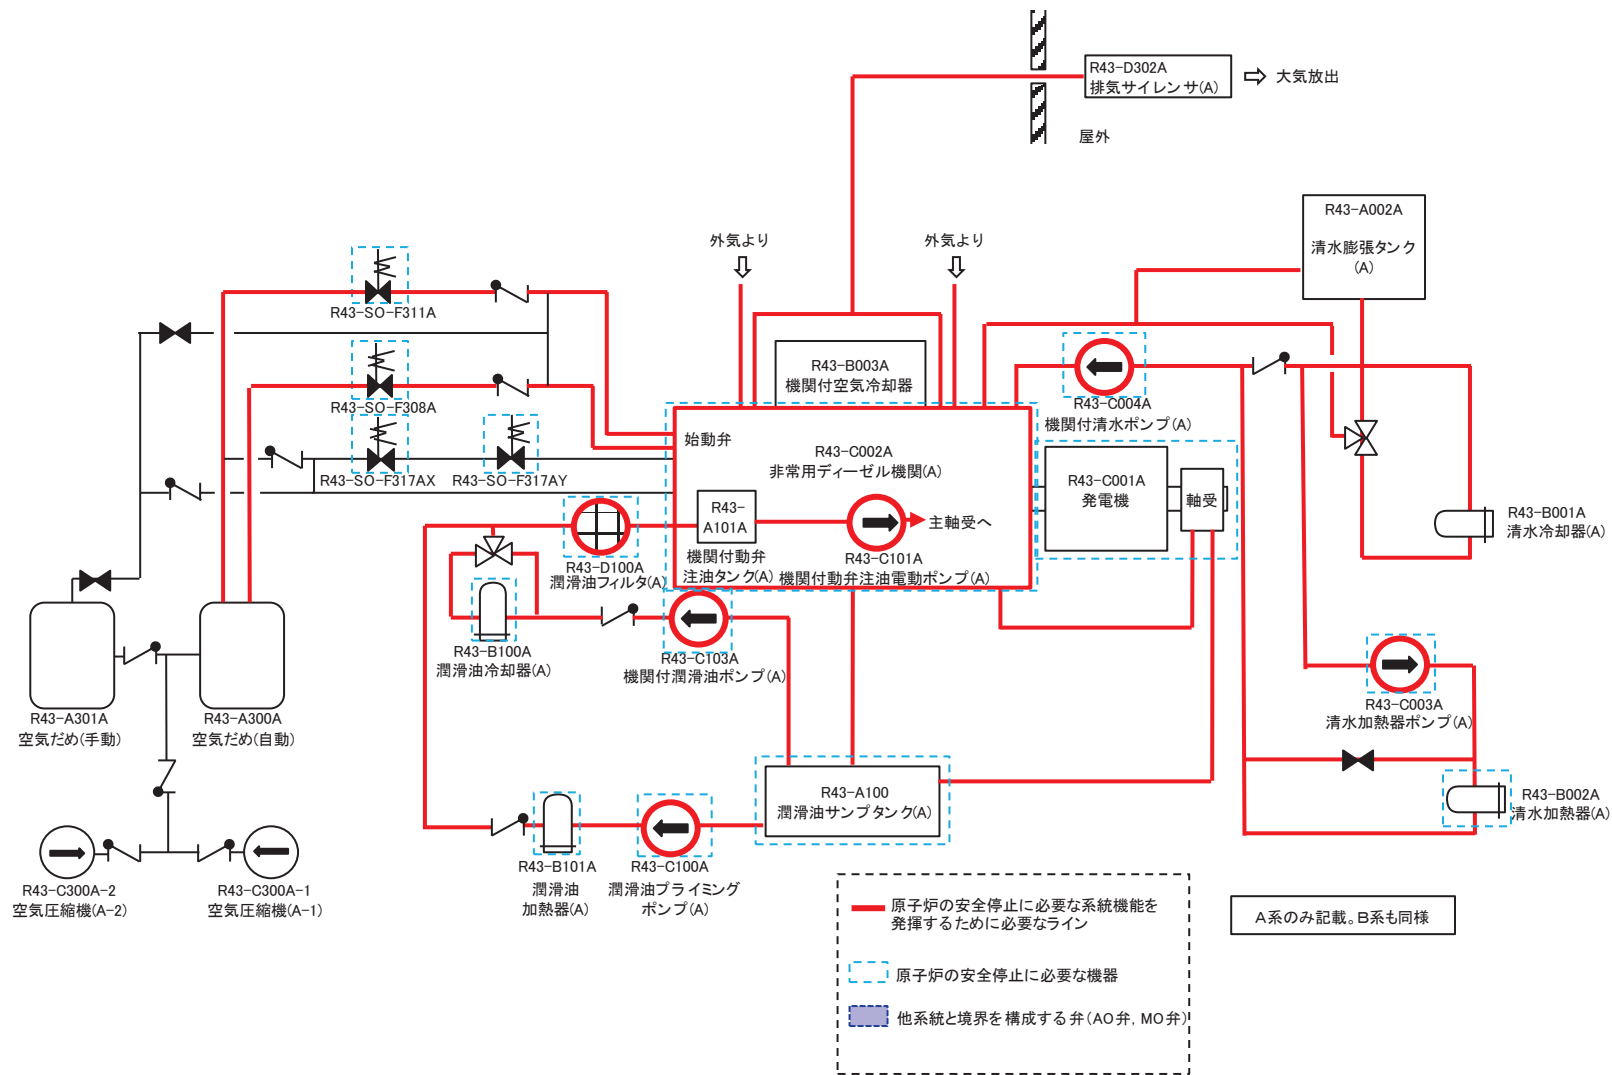 R43-D302A
排気サイレンサ(A)
大気放出
屋外
R43-A002A
清水膨張タンク
(A)
外気より
外気より
R43-SO-F311A
R43-B003A
機関付空気冷却器
R43-SO-F308A
R43-C004A
機関付清水ポンプ(A)
始動弁
R43-C002A
非常用ディーゼル機関(A)
R43-SO-F317AX
R43-SO-F317AY
R43-C001A
発電機
軸受
R43-
A101A
主軸受へ
R43-B001A
清水冷却器(A)
機関付動弁
注油タンク(A)
R43-C101A
機関付動弁注油電動ポンプ(A)
R43-D100A
潤滑油フィルタ(A)
R43-B100A
潤滑油冷却器(A)
R43-C103A
機関付潤滑油ポンプ(A)
R43-A301A
空気だめ(手動)
R43-A300A
空気だめ(自動)
R43-C003A
清水加熱器ポンプ(A)
R43-A100
潤滑油サンプタンク(A)
R43-B002A
清水加熱器(A)
R43-C300A-2
空気圧縮機(A-2)
R43-C300A-1
空気圧縮機(A-1)
R43-B101A
潤滑油
加熱器(A)
R43-C100A
潤滑油プライミング
ポンプ(A)
原子炉の安全停止に必要な系統機能を
発揮するために必要なライン
原子炉の安全停止に必要な機器
他系統と境界を構成する弁(AO弁, MO弁)
A系のみ記載。B系も同様